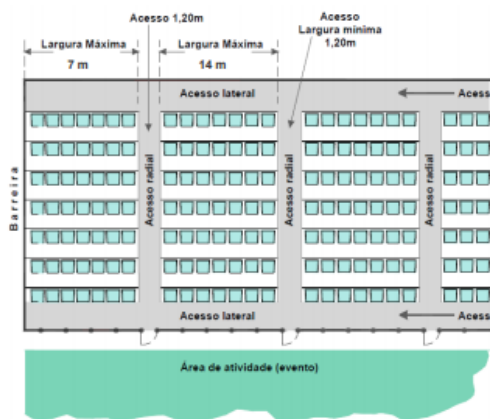 Acesso 1,20m
Acesso
Largura mínima
1,20m
Largura Máxima
Largura Máxima
7 m
14 m
Acesso lateral
Acess
Barreira
Acesso radial
Acesso radial
Acesso radial
Acesso lateral
Acess
Área de atividade (evento)